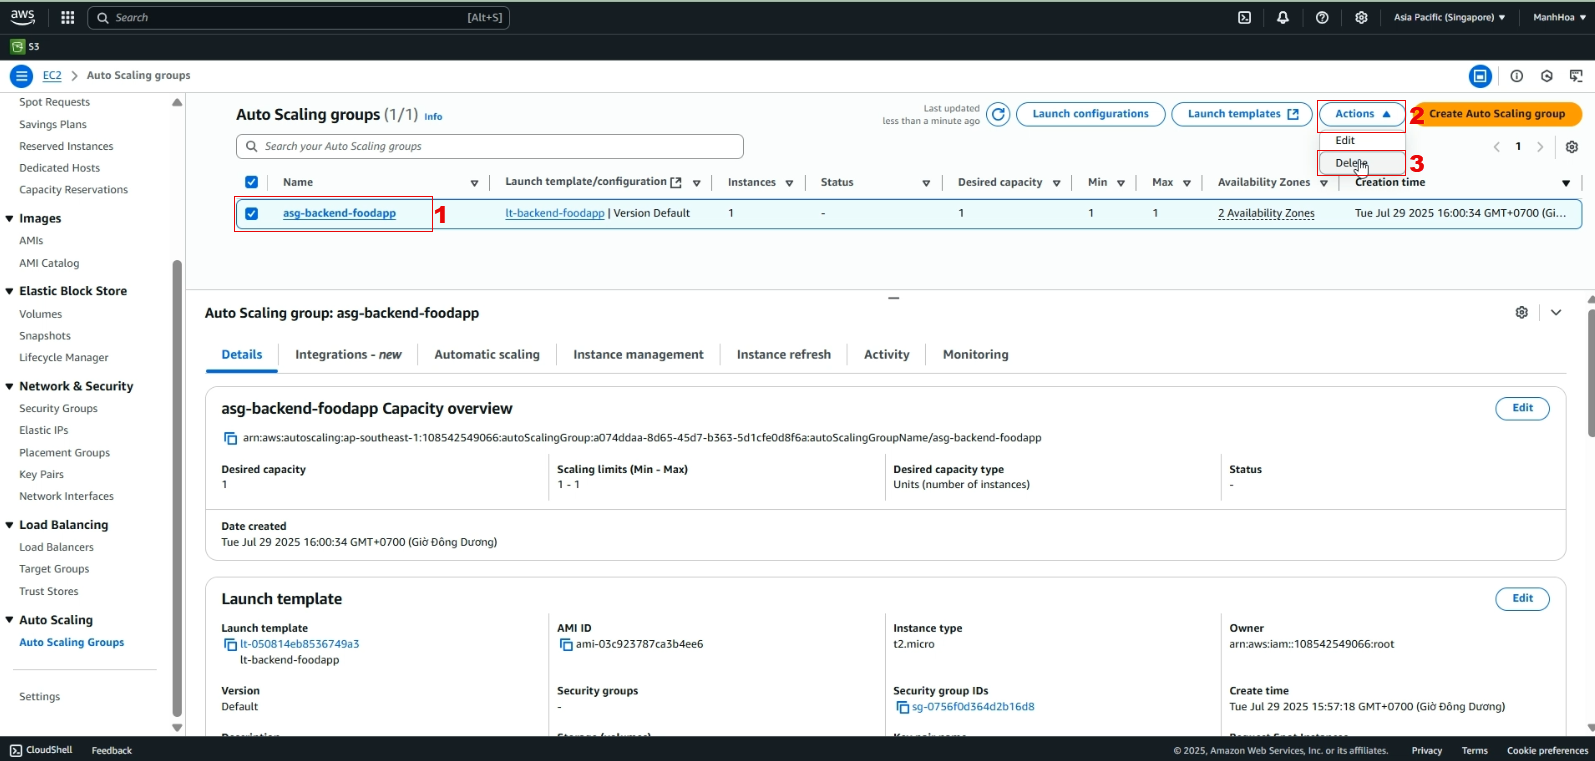 aws
Search [Alt+S]
Asia Pacific (Singapore) ▼ ManhHoa ▼
S3
EC2 > Auto Scaling groups
Spot Requests
Savings Plans
Reserved Instances
Dedicated Hosts
Capacity Reservations
Images
AMIs
AMI Catalog
Elastic Block Store
Volumes
Snapshots
Lifecycle Manager
Network & Security
Security Groups
Elastic IPs
Placement Groups
Key Pairs
Network Interfaces
Load Balancing
Load Balancers
Target Groups
Trust Stores
Auto Scaling
Auto Scaling Groups
Settings
Auto Scaling groups (1/1) Info
Last updated
less than a minute ago
Launch configurations
Launch templates
Actions ▲
2
Create Auto Scaling group
Search your Auto Scaling groups
Edit
Delete
3
< 1 >
Name Launch template/configuration Instances Status Desired capacity Min Max Availability Zones Creation time
asg-backend-foodapp 1 lt-backend-foodapp | Version Default 1 - 1 1 1 2 Availability Zones Tue Jul 29 2025 16:00:34 GMT+0700 (Gi...
Auto Scaling group: asg-backend-foodapp
Details Integrations - new Automatic scaling Instance management Instance refresh Activity Monitoring
asg-backend-foodapp Capacity overview
Edit
arn:aws:autoscaling:ap-southeast-1:108542549066:autoScalingGroup:a074ddaa-8d65-45d7-b363-5d1cfe0d8f6a:autoScalingGroupName/asg-backend-foodapp
Desired capacity
1
Scaling limits (Min - Max)
1 - 1
Desired capacity type
Units (number of instances)
Status
-
Date created
Tue Jul 29 2025 16:00:34 GMT+0700 (Giờ Đông Dương)
Launch template
Edit
Launch template
lt-050814eb8536749a3
lt-backend-foodapp
AMI ID
ami-03c923787ca3b4ee6
Instance type
t2.micro
Owner
arn:aws:iam::108542549066:root
Version
Default
Security groups
-
Security group IDs
sg-0756f0d364d2b16d8
Create time
Tue Jul 29 2025 15:57:18 GMT+0700 (Giờ Đông Dương)
CloudShell Feedback
© 2025, Amazon Web Services, Inc. or its affiliates. Privacy Terms Cookie preferences